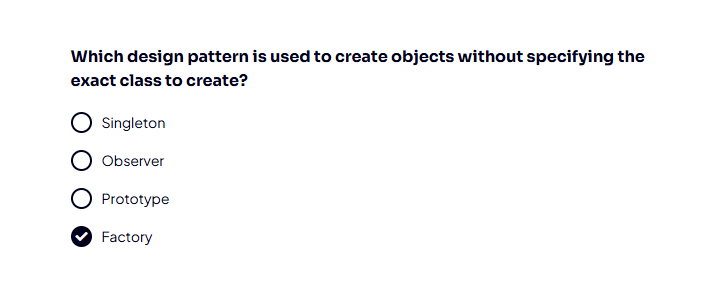 Which design pattern is used to create objects without specifying the
exact class to create?
Singleton
Observer
Prototype
Factory